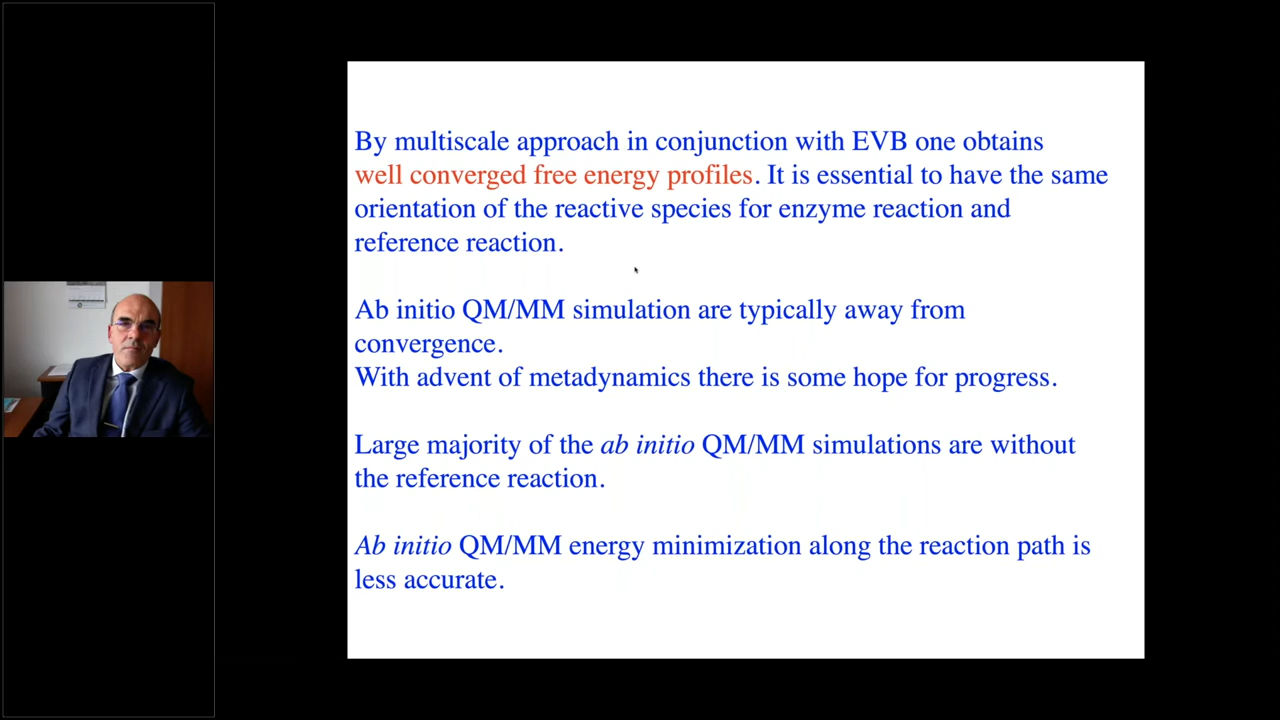 By multiscale approach in conjunction with EVB one obtains
well converged free energy profiles. It is essential to have the same
orientation of the reactive species for enzyme reaction and
reference reaction.
Ab initio QM/MM simulation are typically away from
convergence.
With advent of metadynamics there is some hope for progress.
Large majority of the ab initio QM/MM simulations are without
the reference reaction.
Ab initio QM/MM energy minimization along the reaction path is
less accurate.